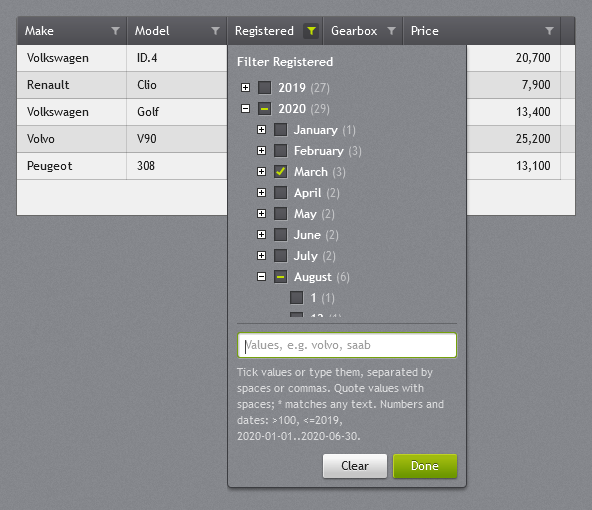 Make Model Registered Gearbox Price
Volkswagen ID.4 20,700
Renault Clio 7,900
Volkswagen Golf 13,400
Volvo V90 25,200
Peugeot 308 13,100
Filter Registered
2019 (27)
2020 (29)
January (1)
February (3)
March (3)
April (2)
May (2)
June (2)
July (2)
August (6)
1 (1)
Values, e.g. volvo, saab
Tick values or type them, separated by
spaces or commas. Quote values with
spaces; * matches any text. Numbers and
dates: >100, <=2019,
2020-01-01..2020-06-30.
Clear Done